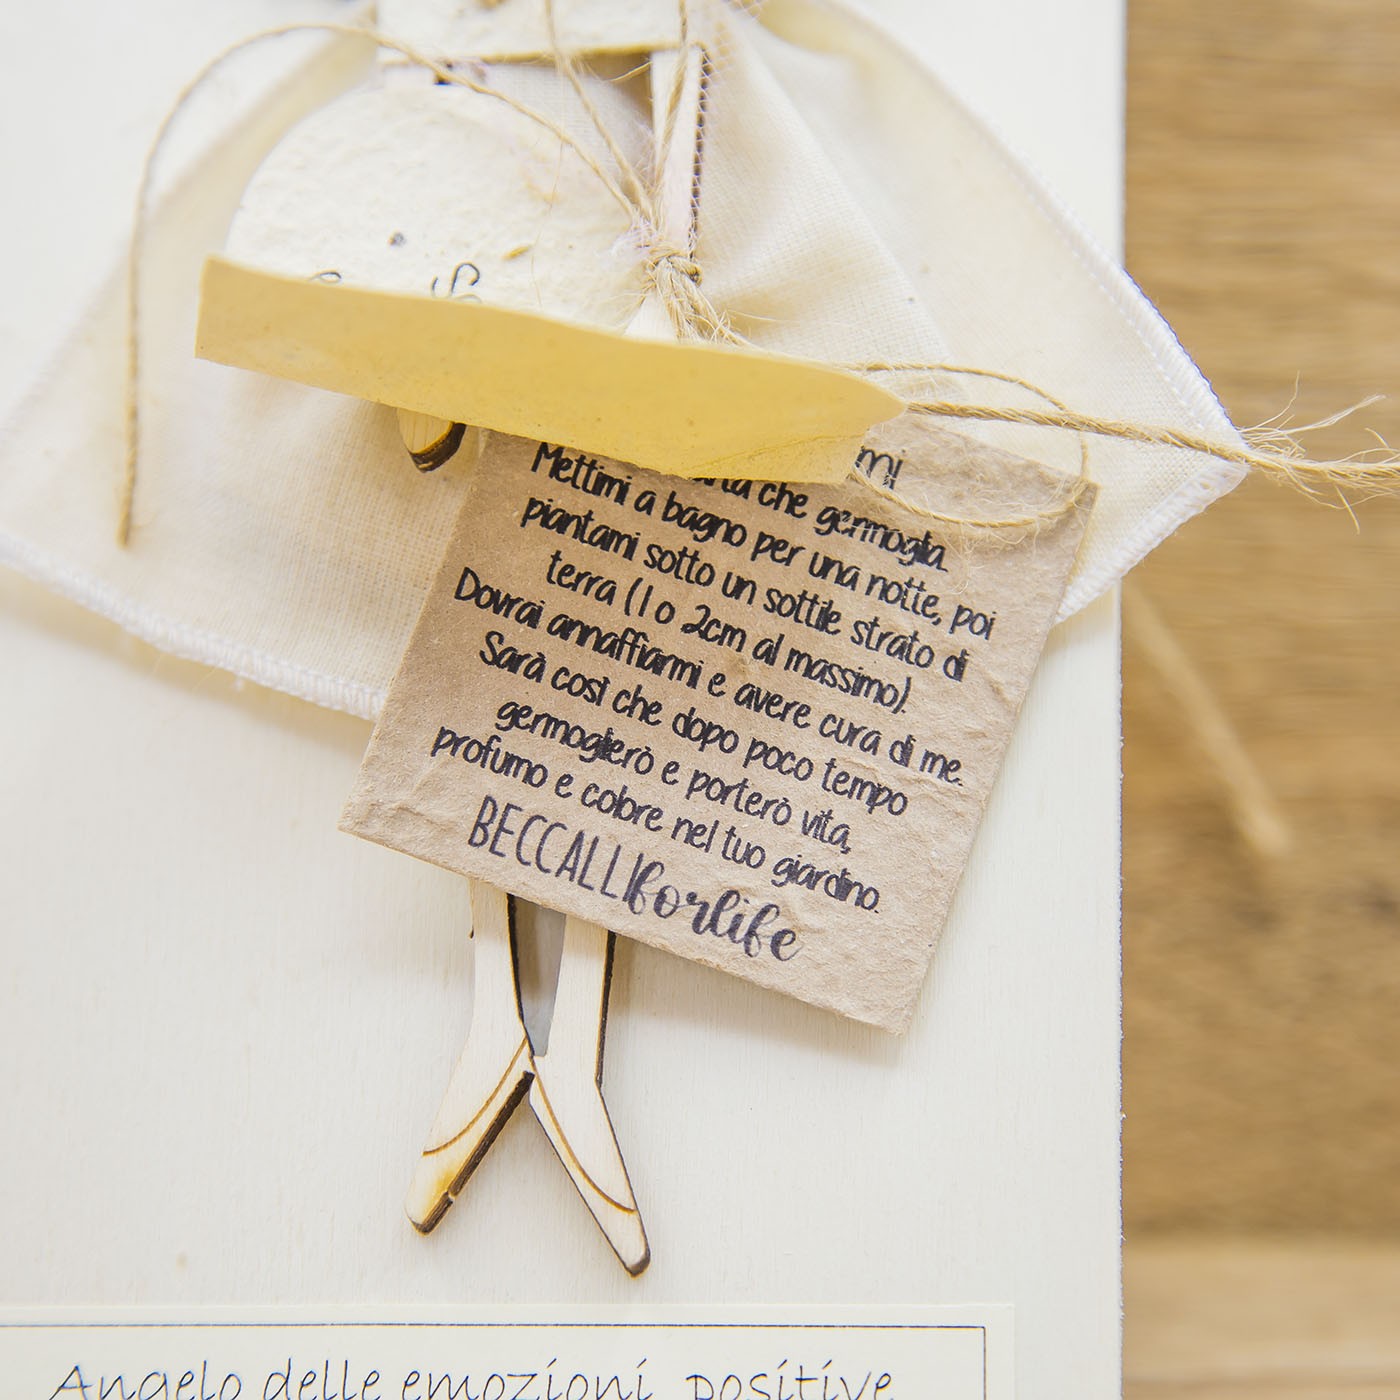 che germoglia.
Mettimi a bagno per una notte, poi
piantami sotto un sottile strato di
terra (1 o 2cm al massimo).
Dovrai annaffiarmi e avere cura di me.
Sarà così che dopo poco tempo
germoglierò e porterò vita,
profumo e colore nel tuo giardino.
BECCALLIforlife
Angelo delle emozioni positive